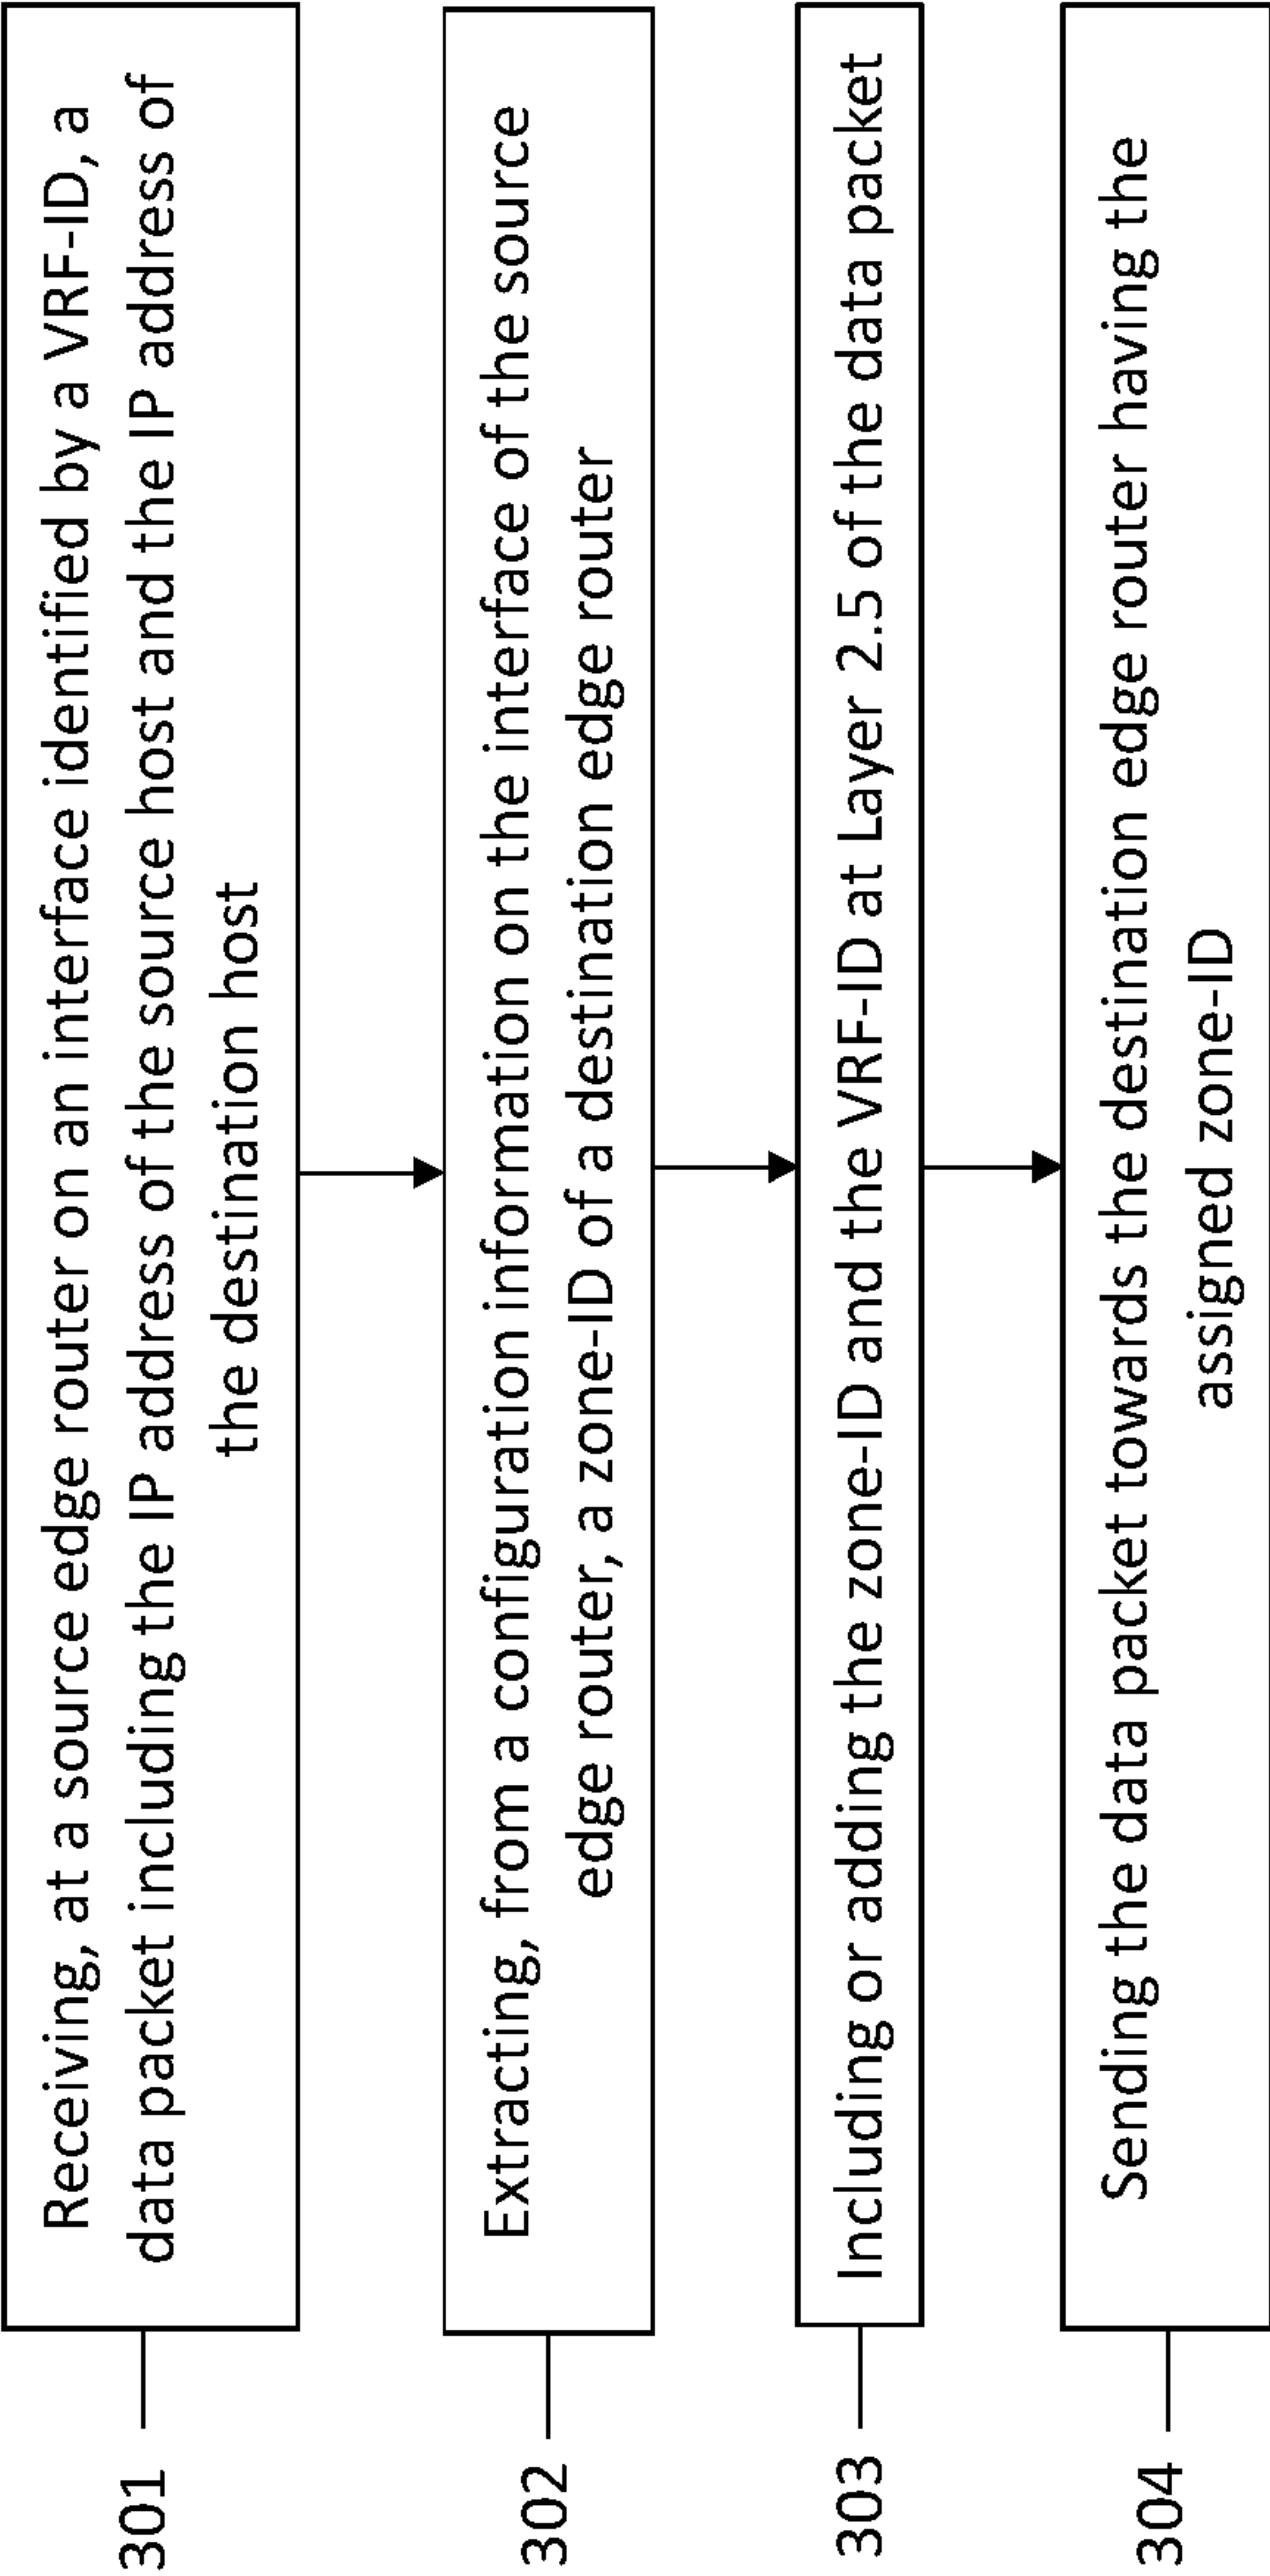 301
Receiving, at a source edge router on an interface identified by a VRF-ID, a
data packet including the IP address of the source host and the IP address of
the destination host
302
Extracting, from a configuration information on the interface of the source
edge router, a zone-ID of a destination edge router
303
Including or adding the zone-ID and the VRF-ID at Layer 2.5 of the data packet
304
Sending the data packet towards the destination edge router having the
assigned zone-ID